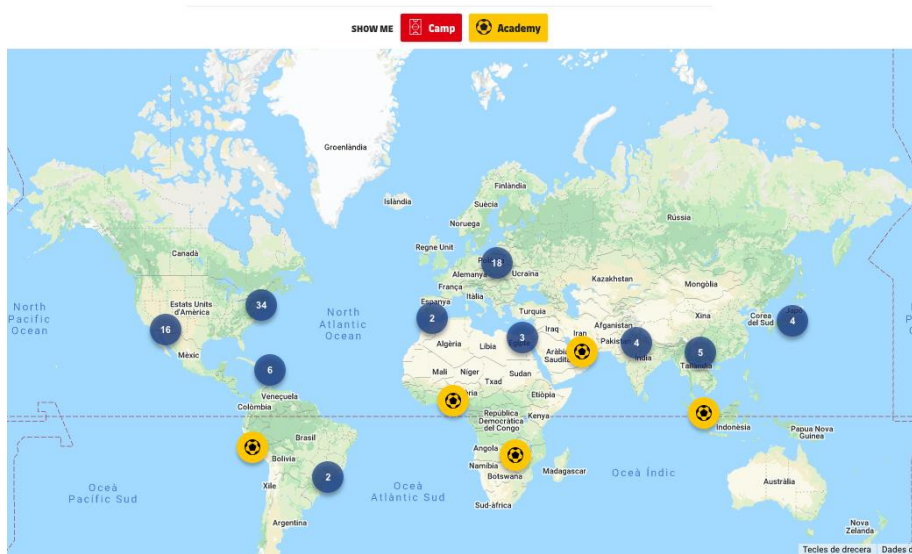 SHOW ME
Camp
Academy
Groenlàndia
Islàndia
Finlàndia
Suècia
Noruega
Rússia
Regne Unit
Canadà
18
Alemanya
Ucraïna
Kazakhstan
Mongòlia
França
Itàlia
North
Pacific
Ocean
Estats Units
d'Amèrica
34
North
Atlantic
Ocean
Espanya
2
Turquia
16
3
Iraq
Iran
Afganistan
Pakistan
4
Xina
Corea
del Sud
Japó
4
Algèria
Líbia
Egipte
Aràbia
Saudita
Índia
5
Tailàndia
Mèxic
6
Mali
Níger
Txad
Sudan
Veneçuela
Colòmbia
Etiòpia
República
Democràtica
del Congo
Kenya
Indonèsia
Papua Nova
Guinea
Brasil
Bolívia
2
Angola
Namíbia
Botswana
Madagascar
Oceà Índic
Oceà
Pacífic Sud
Oceà
Atlàntic Sud
Xile
Austràlia
Sud-àfrica
Argentina
Nova
Zelanda
Tecles de drecera
Dades d